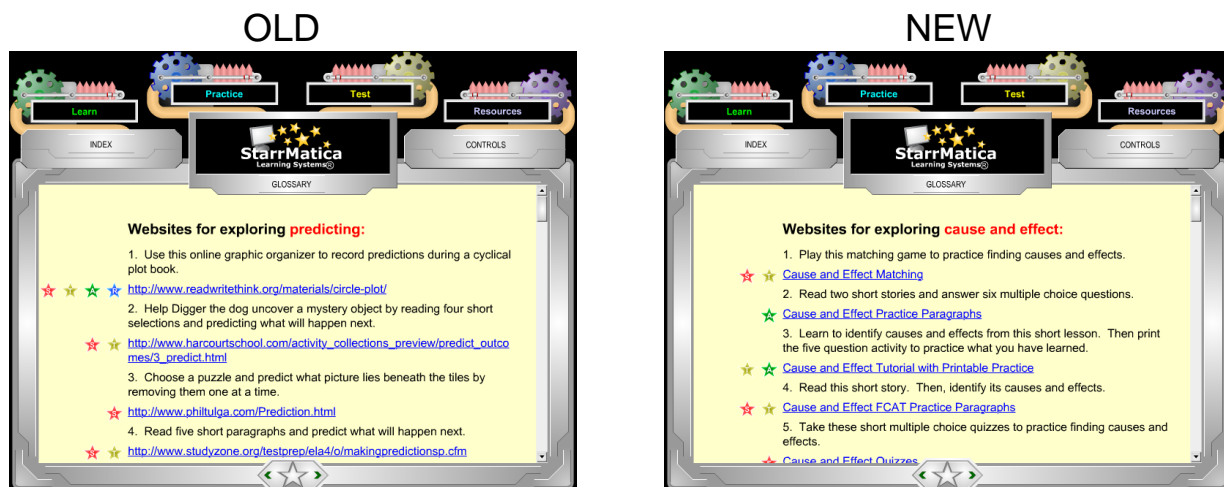 OLD
Practice
Test
Learn
Resources
INDEX
CONTROLS
StarrMatica
Learning Systems®
GLOSSARY
Websites for exploring predicting:
1. Use this online graphic organizer to record predictions during a cyclical
plot book.
http://www.readwritethink.org/materials/circle-plot/
2. Help Digger the dog uncover a mystery object by reading four short
selections and predicting what will happen next.
http://www.harcourtschool.com/activity_collections_preview/predict_outco
mes/3_predict.html
3. Choose a puzzle and predict what picture lies beneath the tiles by
removing them one at a time.
http://www.philtulga.com/Prediction.html
4. Read five short paragraphs and predict what will happen next.
http://www.studyzone.org/testprep/ela4/o/makingpredictionsp.cfm
NEW
Practice
Test
Learn
Resources
INDEX
CONTROLS
StarrMatica
Learning Systems®
GLOSSARY
Websites for exploring cause and effect:
1. Play this matching game to practice finding causes and effects.
Cause and Effect Matching
2. Read two short stories and answer six multiple choice questions.
Cause and Effect Practice Paragraphs
3. Learn to identify causes and effects from this short lesson. Then print
the five question activity to practice what you have learned.
Cause and Effect Tutorial with Printable Practice
4. Read this short story. Then, identify its causes and effects.
Cause and Effect FCAT Practice Paragraphs
5. Take these short multiple choice quizzes to practice finding causes and
effects.
Cause and Effect Quizzes